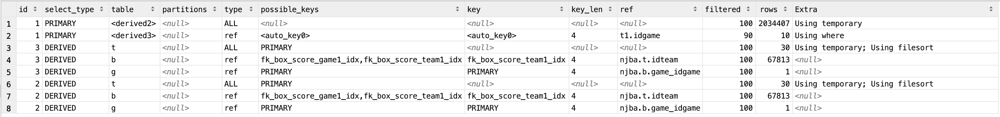 id select_type table partitions type possible_keys key key_len ref filtered rows Extra
1 1 PRIMARY <derived2> <null> ALL <null> <null> <null> <null> 100 2034407 Using temporary
2 1 PRIMARY <derived3> <null> ref <auto_key0> <auto_key0> 4 t1.idgame 90 10 Using where
3 3 DERIVED t <null> ALL PRIMARY <null> <null> <null> 100 30 Using temporary; Using filesort
4 3 DERIVED b <null> ref fk_box_score_game1_idx,fk_box_score_team1_idx fk_box_score_team1_idx 4 njba.t.idteam 100 67813 <null>
5 3 DERIVED g <null> ref PRIMARY PRIMARY 4 njba.b.game_idgame 100 1 <null>
6 2 DERIVED t <null> ALL PRIMARY <null> <null> <null> 100 30 Using temporary; Using filesort
7 2 DERIVED b <null> ref fk_box_score_game1_idx,fk_box_score_team1_idx fk_box_score_team1_idx 4 njba.t.idteam 100 67813 <null>
8 2 DERIVED g <null> ref PRIMARY PRIMARY 4 njba.b.game_idgame 100 1 <null>